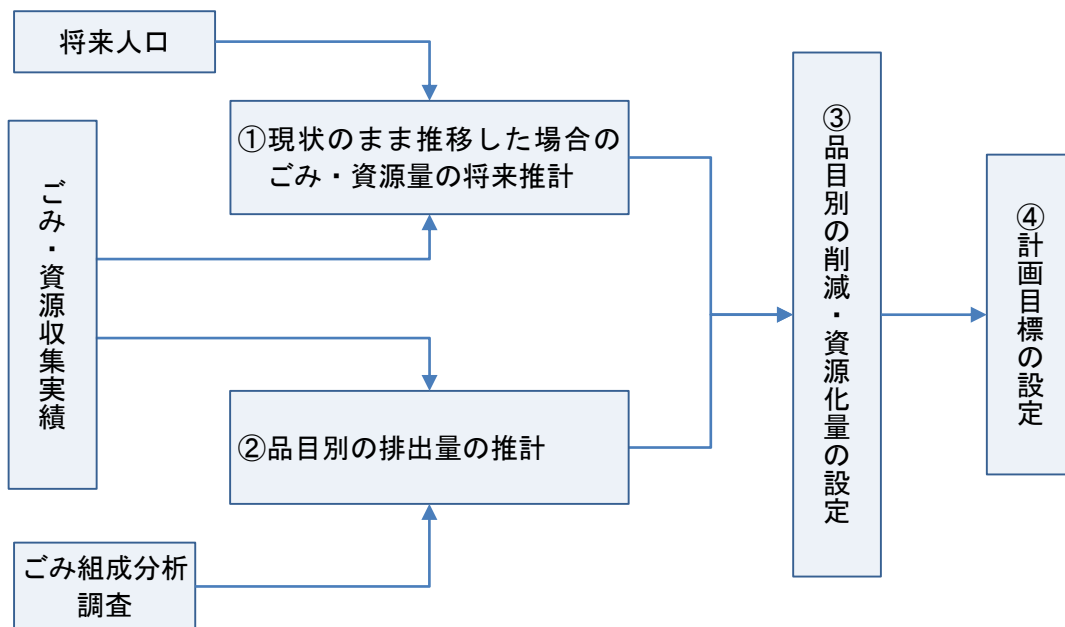 将来人口
①現状のまま推移した場合の
ごみ・資源量の将来推計
ごみ・資源収集実績
②品目別の排出量の推計
ごみ組成分析
調査
③品目別の削減・資源化量の設定
④計画目標の設定